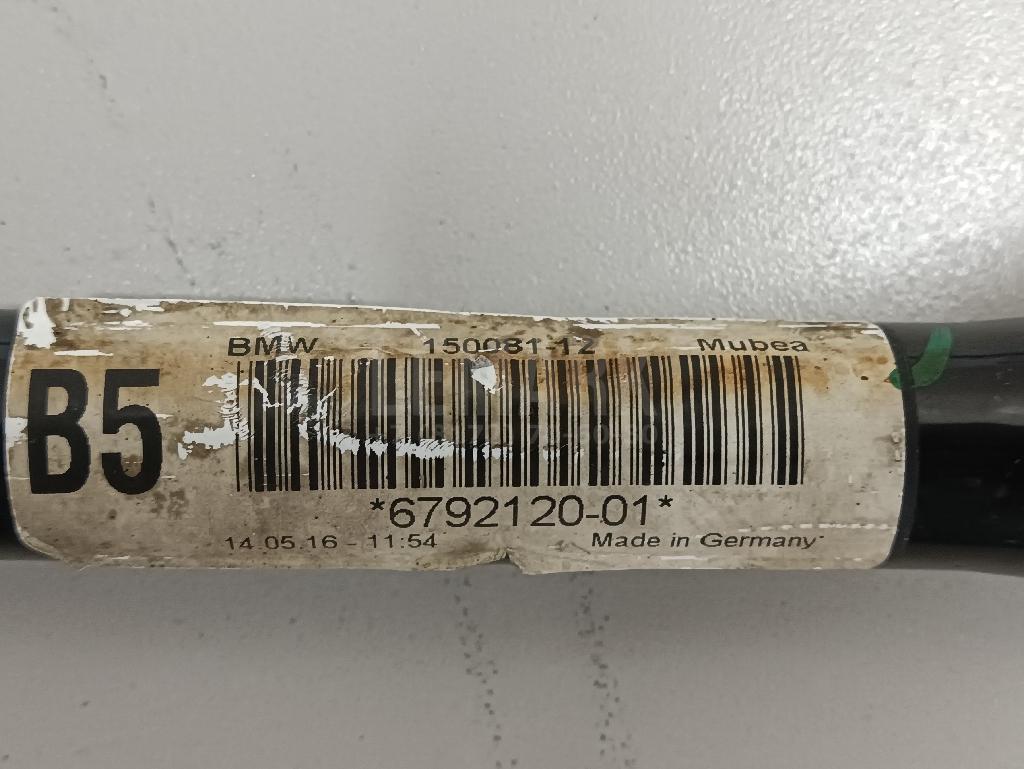 BMW 150081-12 Mubea
B5
*6792120-01*
14.05.16 - 11:54 Made in Germany